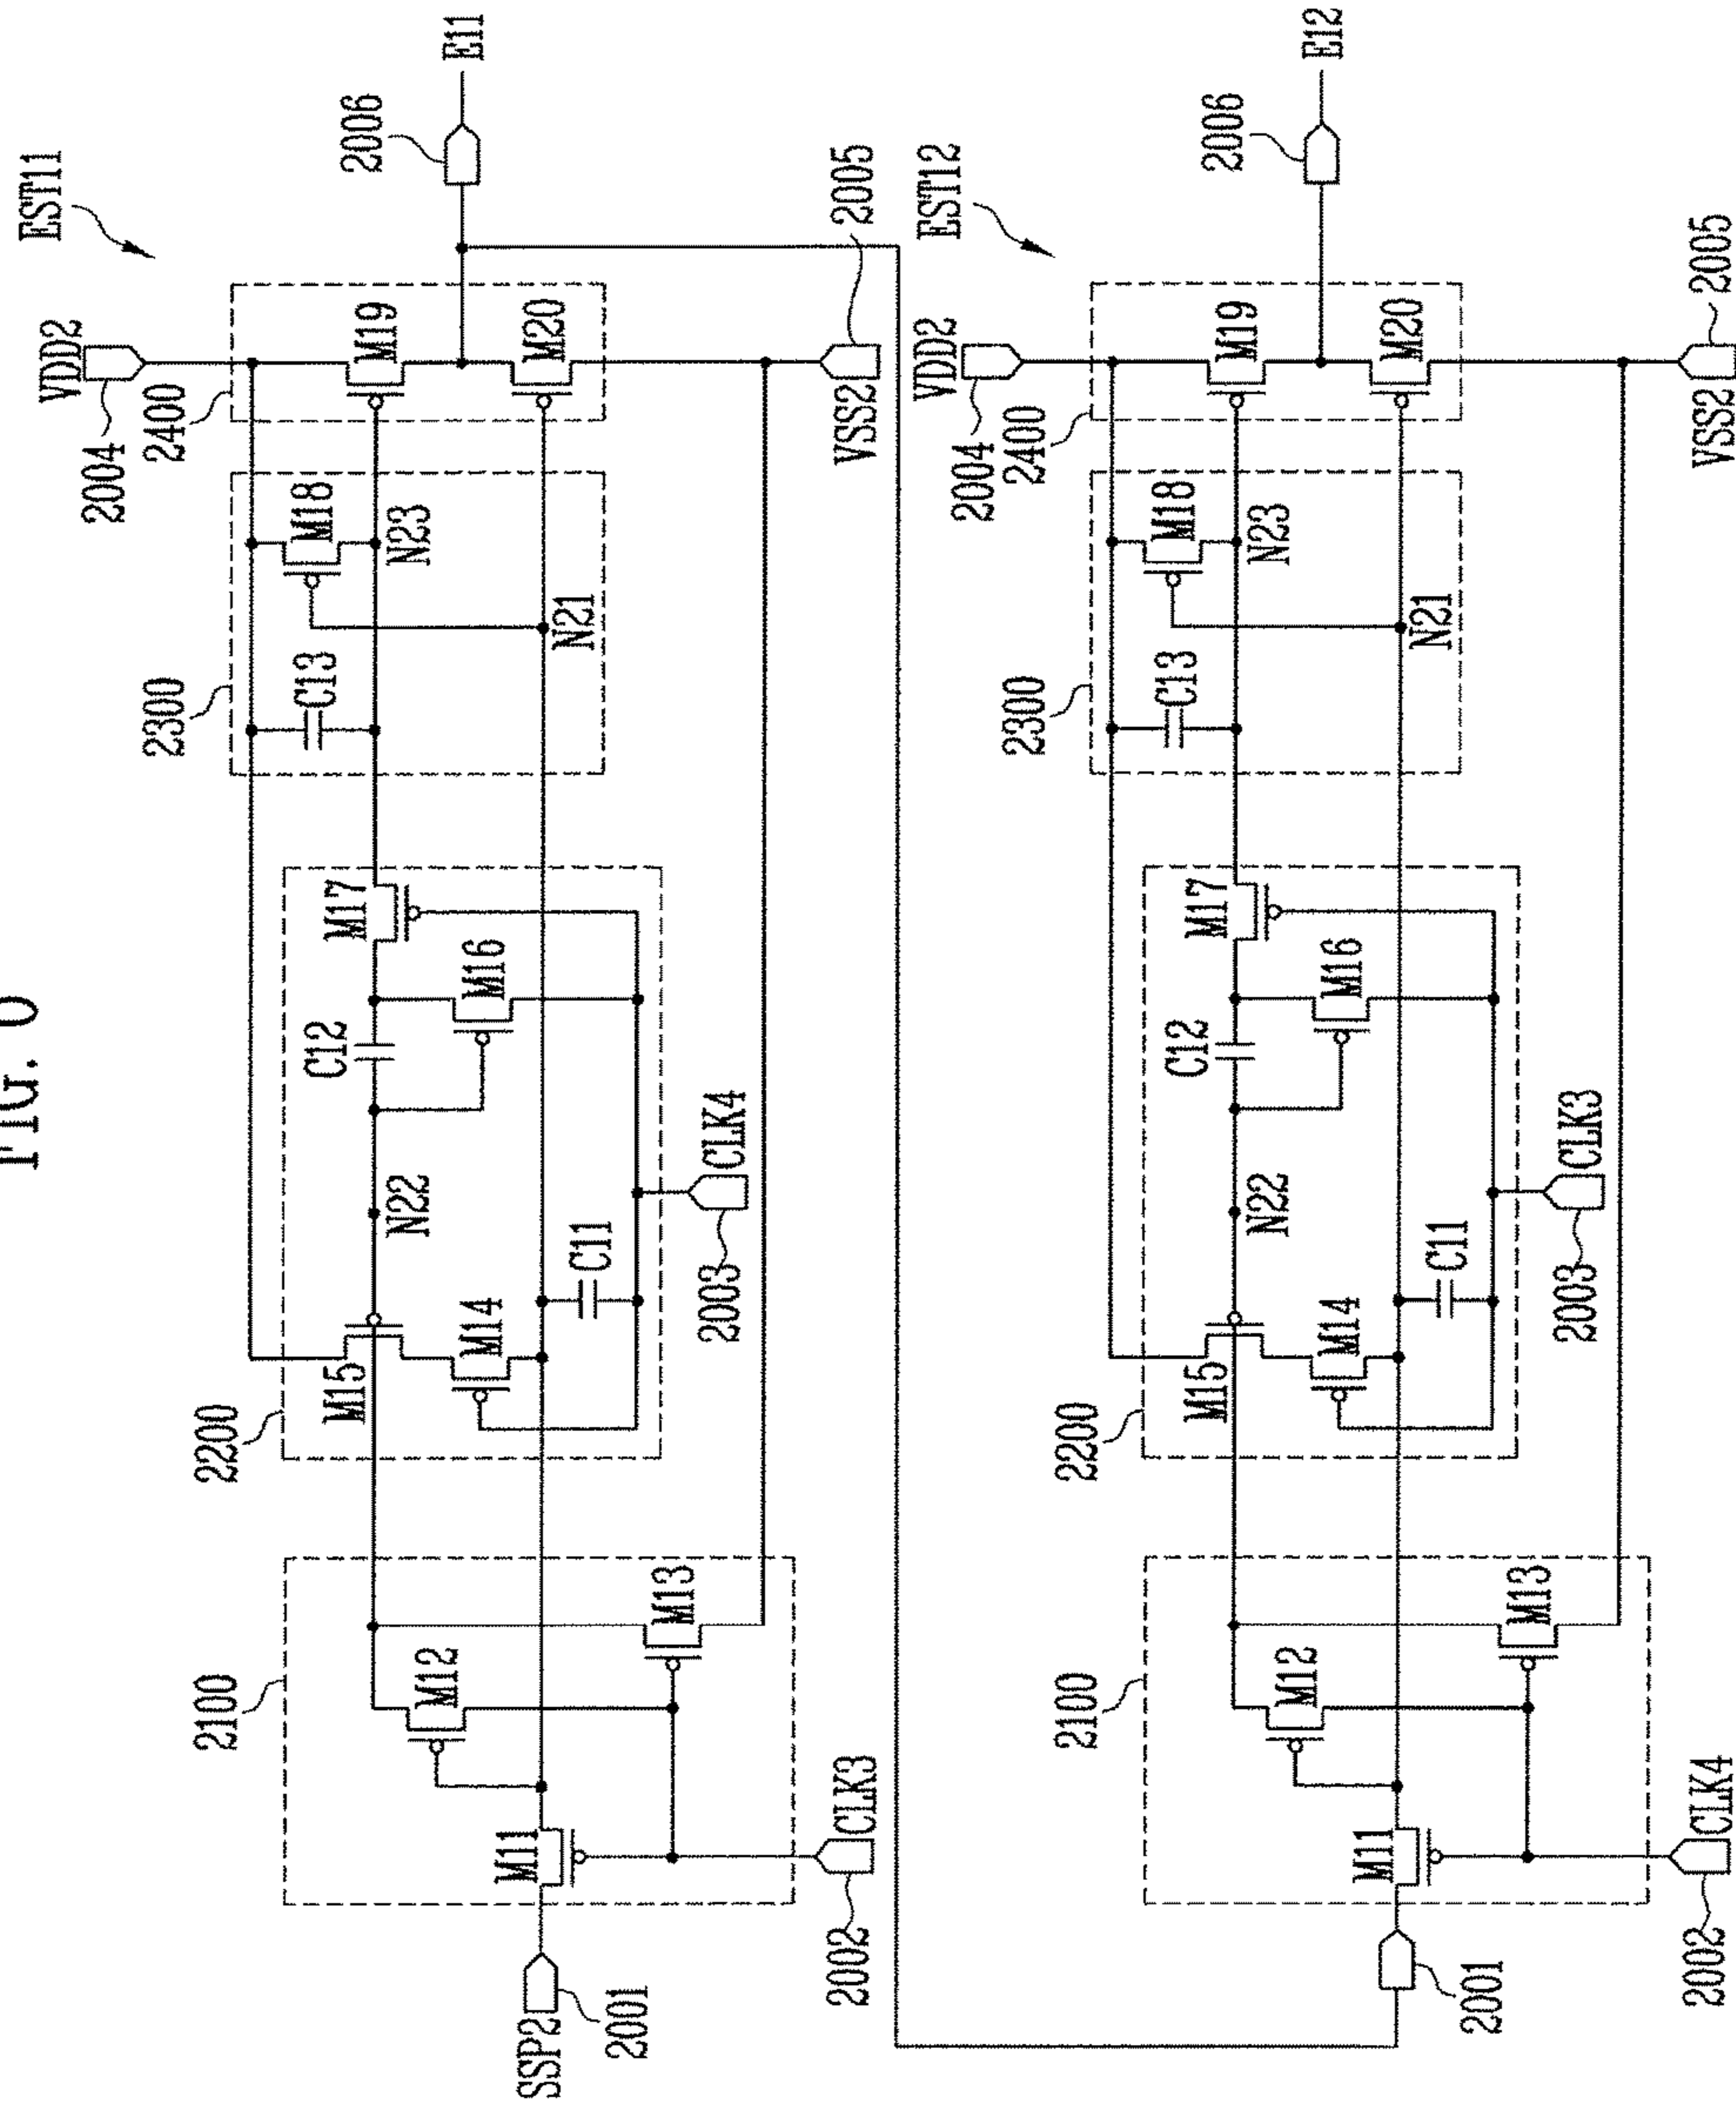 FIG.
EST11
VDD2
2004
2100
2200
2300
2400
M15
C12
M17
C13
M18
M19
2006
E11
M12
N22
M16
N23
M14
M11
SSP2
2001
M13
C11
N21
M20
CLK4
2003
CLK3
2002
VSS2
2005
EST12
VDD2
2004
2100
2200
2300
2400
M15
C12
M17
C13
M18
M19
2006
E12
M12
N22
M16
N23
M14
M11
2001
M13
C11
N21
M20
CLK3
2003
CLK4
2002
VSS2
2005